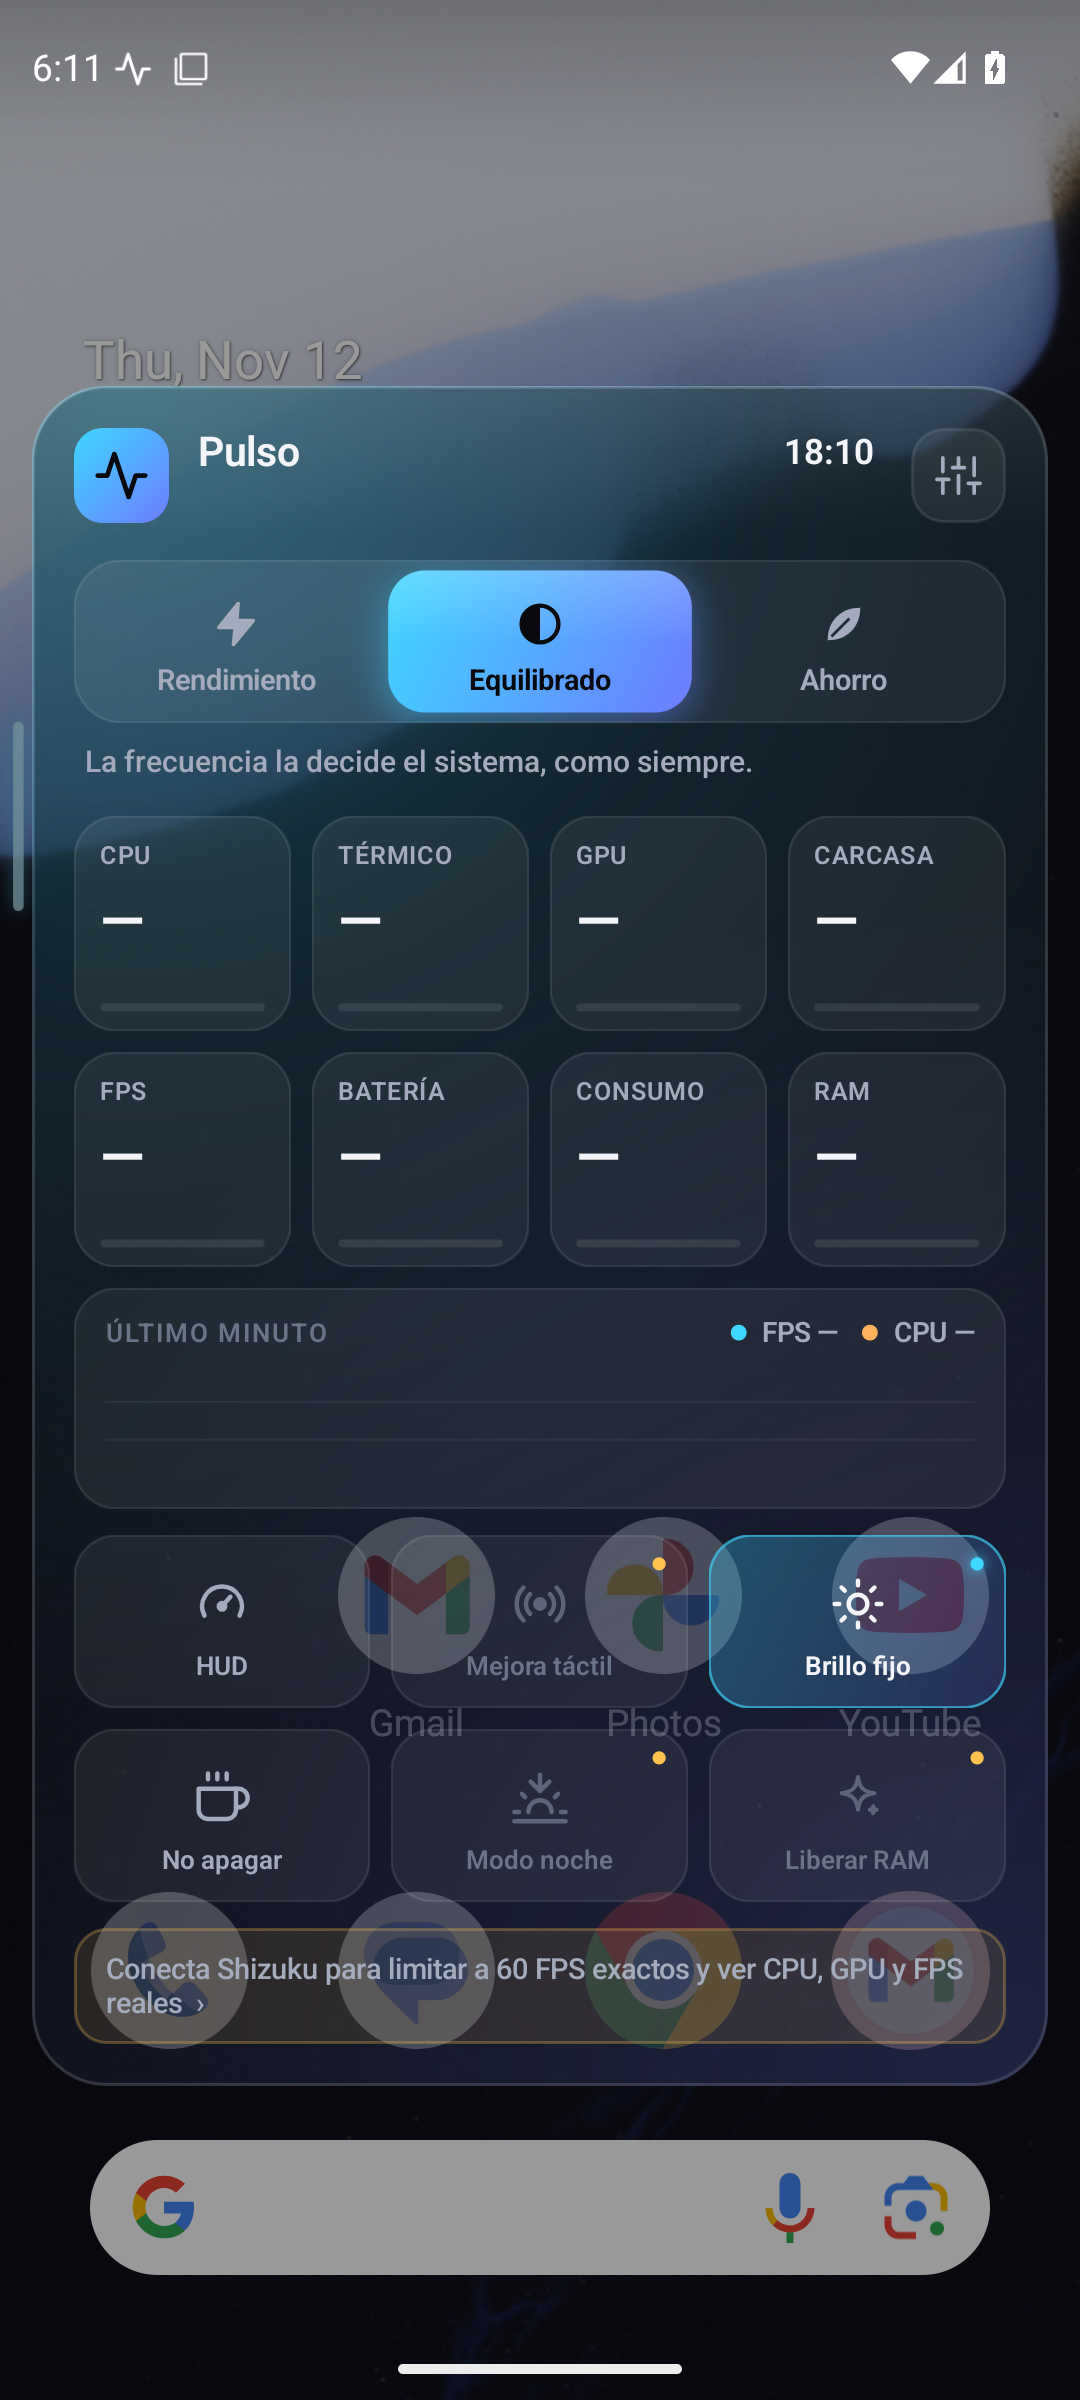 6:11
Thu, Nov 12
Pulso
18:10
Rendimiento
Equilibrado
Ahorro
La frecuencia la decide el sistema, como siempre.
CPU
TÉRMICO
GPU
CARCASA
—
—
—
—
FPS
BATERÍA
CONSUMO
RAM
—
—
—
—
ÚLTIMO MINUTO
FPS —
CPU —
HUD
Mejora táctil
Brillo fijo
Gmail
Photos
YouTube
No apagar
Modo noche
Liberar RAM
Conecta Shizuku para limitar a 60 FPS exactos y ver CPU, GPU y FPS
reales ›